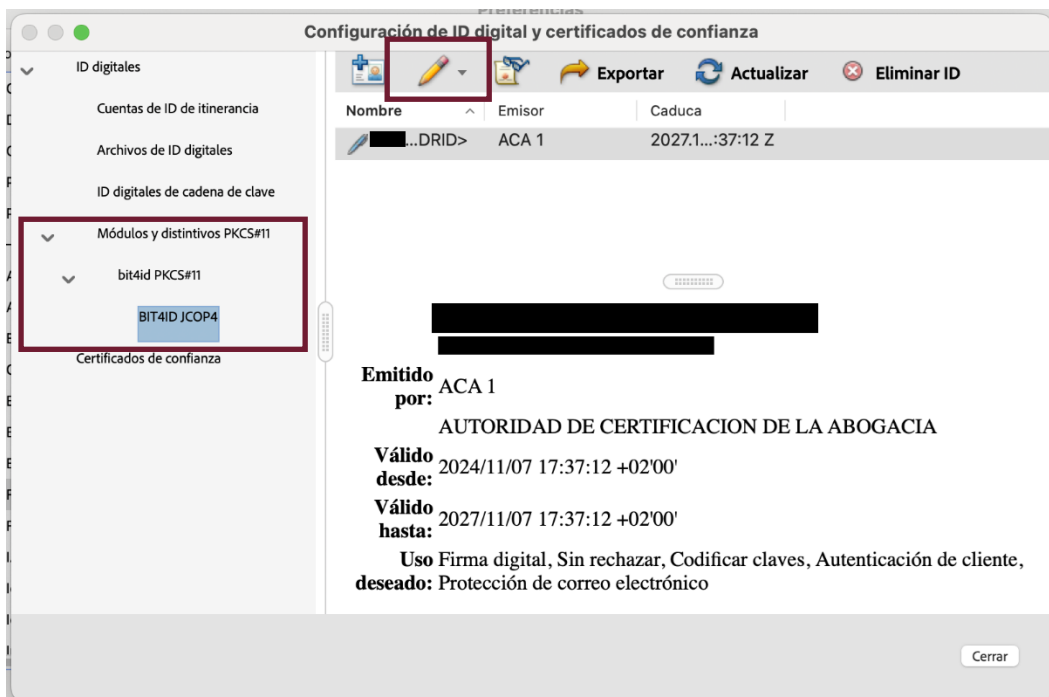 Preferencias
Configuración de ID digital y certificados de confianza
ID digitales
Cuentas de ID de itinerancia
Archivos de ID digitales
ID digitales de cadena de clave
Módulos y distintivos PKCS#11
bit4id PKCS#11
BIT4ID JCOP4
Certificados de confianza
Exportar Actualizar Eliminar ID
Nombre Emisor Caduca
...DRID> ACA 1 2027.1...:37:12 Z
Emitido por: ACA 1
AUTORIDAD DE CERTIFICACION DE LA ABOGACIA
Válido desde: 2024/11/07 17:37:12 +02'00'
Válido hasta: 2027/11/07 17:37:12 +02'00'
Uso deseado: Firma digital, Sin rechazar, Codificar claves, Autenticación de cliente,
Protección de correo electrónico
Cerrar